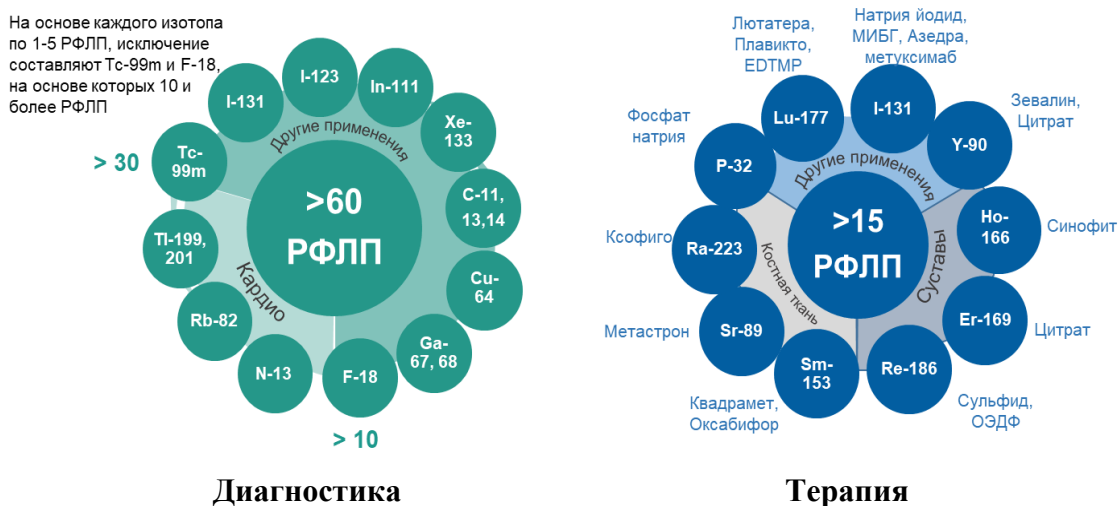 На основе каждого изотопа
по 1-5 РФЛП, исключение
составляют Tc-99m и F-18,
на основе которых 10 и
более РФЛП
I-123
In-111
I-131
Xe-
133
Другие применения
Tc-
99m
> 30
>60
РФЛП
C-11,
13,14
Tl-199,
201
Кардио
Cu-
64
Rb-82
Ga-
67, 68
N-13
F-18
> 10
Диагностика
Лютатера,
Плавикто,
EDTMP
Натрия йодид,
МИБГ, Азедра,
метуксимаб
Зевалин,
Цитрат
Фосфат
натрия
Lu-177
I-131
Y-90
P-32
Другие применения
>15
РФЛП
Ho-
166
Синофит
Ксофиго
Ra-223
Костная ткань
Суставы
Метастрон
Sr-89
Er-169
Цитрат
Sm-
153
Re-186
Квадрамет,
Оксабифор
Сульфид,
ОЭДФ
Терапия